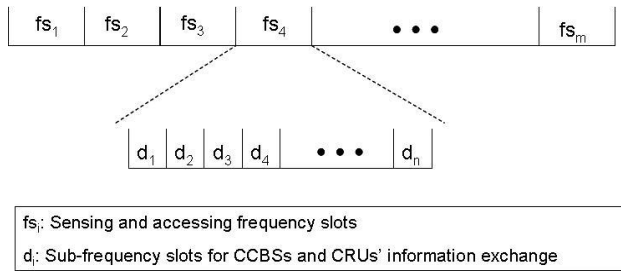 fs₁ fs₂ fs₃ fs₄ • • • fsₘ
d₁ d₂ d₃ d₄ • • • dₙ
fsᵢ: Sensing and accessing frequency slots
dᵢ: Sub-frequency slots for CCBSs and CRUs' information exchange